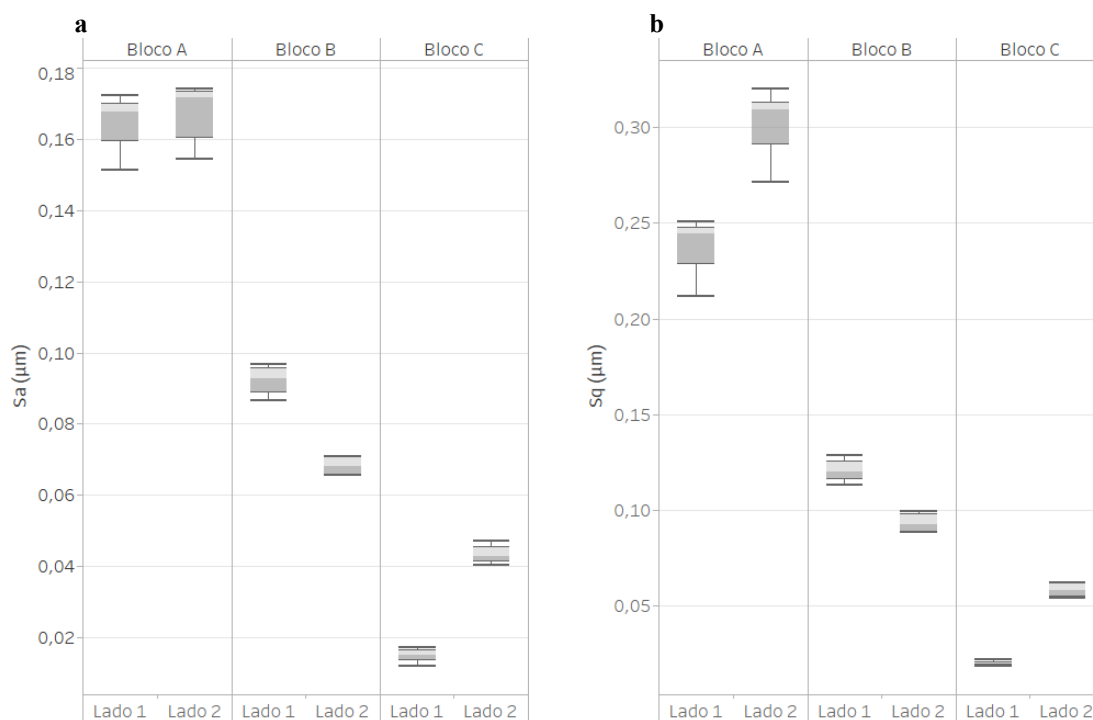 a
Bloco A Bloco B Bloco C
0,18
0,16
0,14
0,12
0,10
0,08
0,06
0,04
0,02
Sa (µm)
Lado 1 Lado 2 Lado 1 Lado 2 Lado 1 Lado 2
b
Bloco A Bloco B Bloco C
0,30
0,25
0,20
0,15
0,10
0,05
Sq (µm)
Lado 1 Lado 2 Lado 1 Lado 2 Lado 1 Lado 2